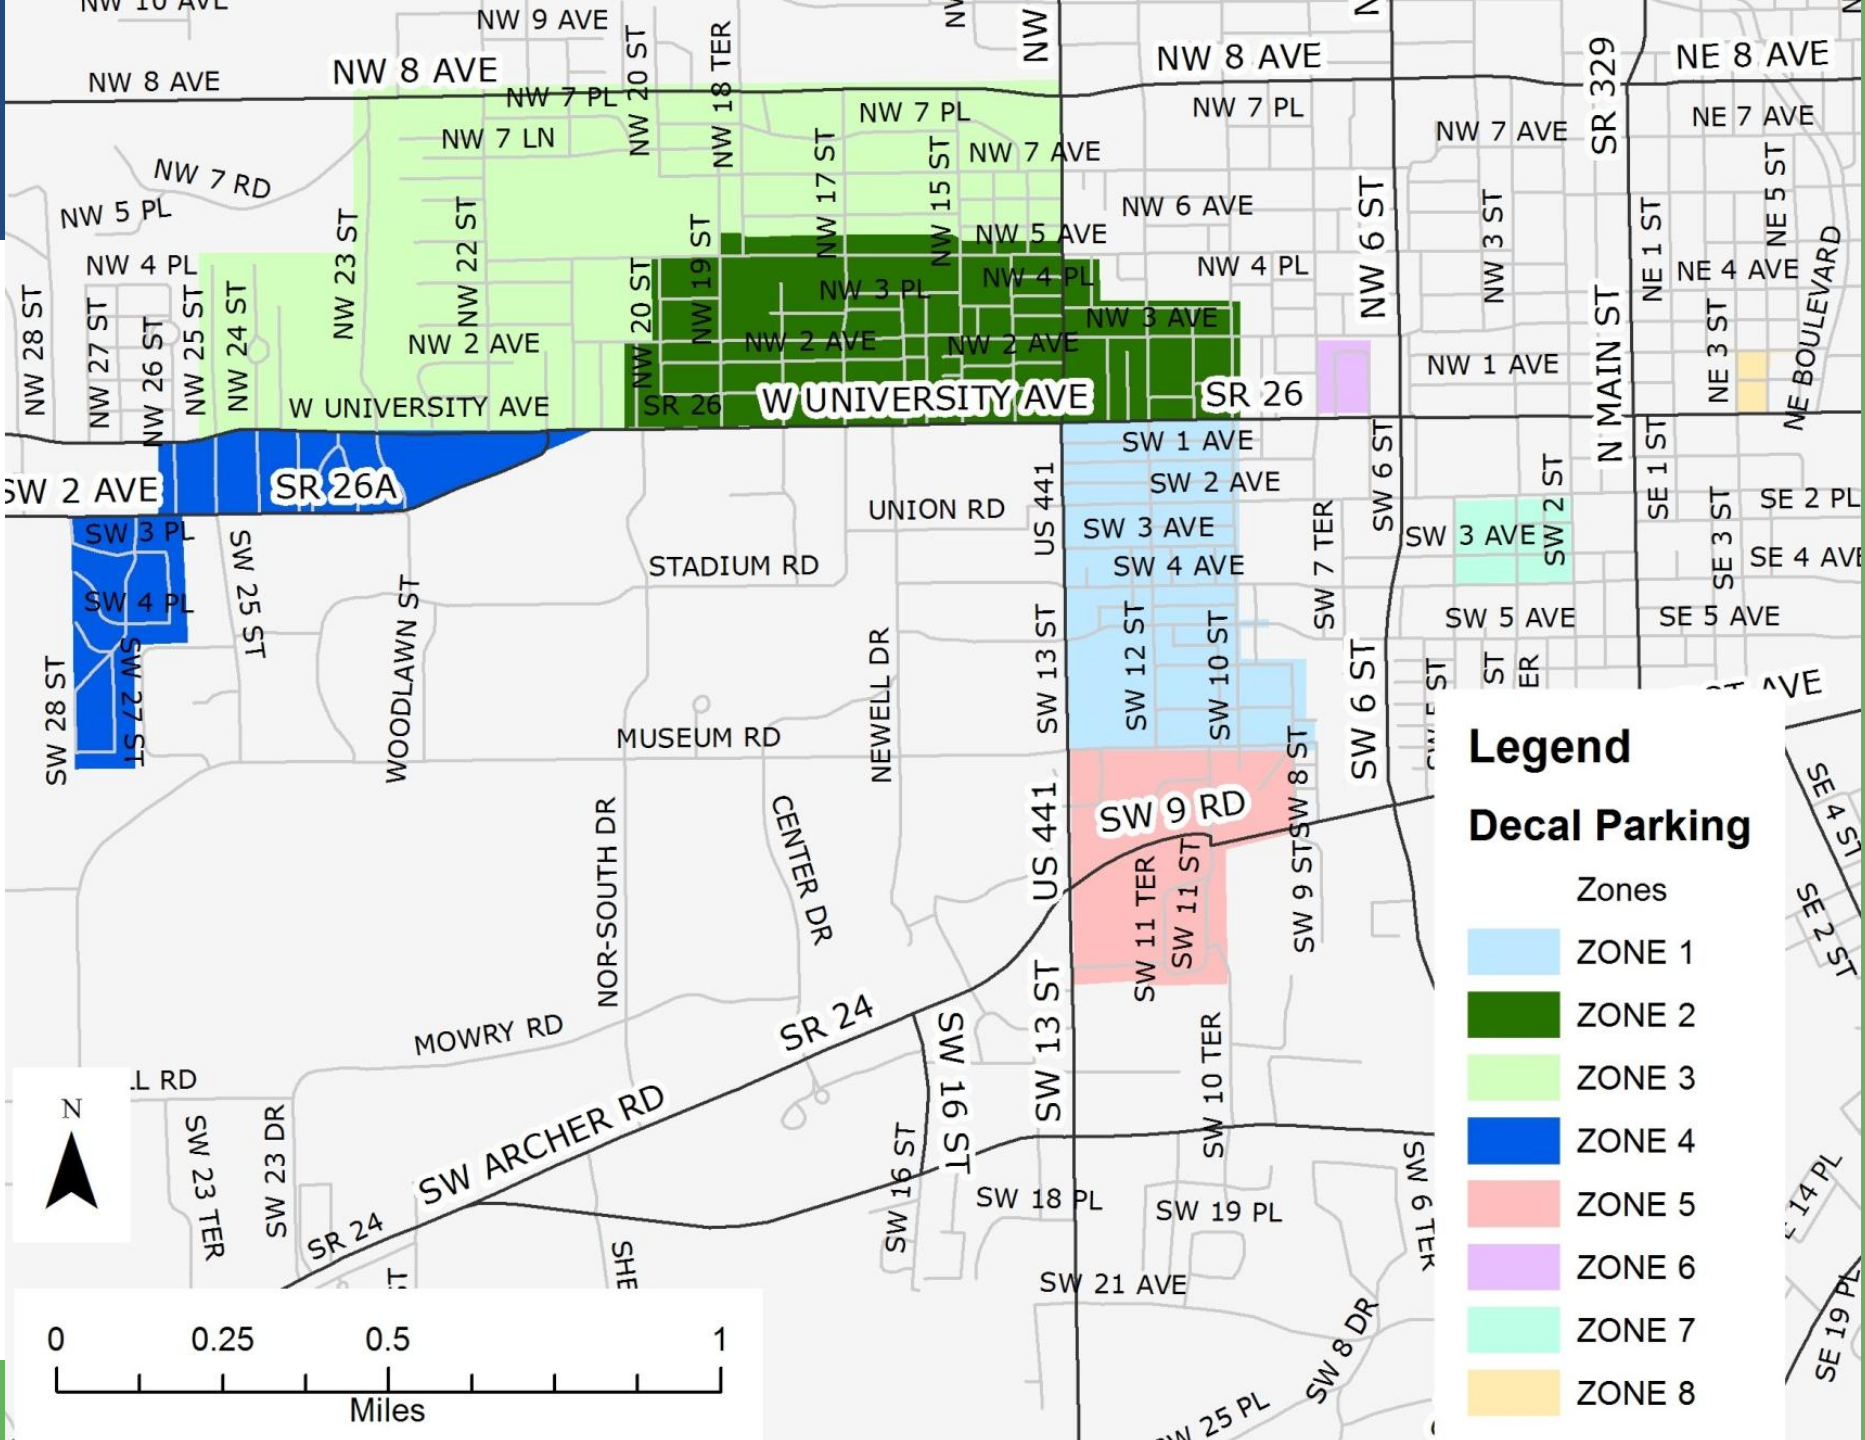 NW 10 AVE
NW 9 AVE
NW
NW 8 AVE
NW 8 AVE
NW 8 AVE
NE 8 AVE
NW 20 ST
NW 18 TER
SR 329
NW 7 PL
NW 7 PL
NW 7 PL
NE 7 AVE
NW 7 LN
NW 7 AVE
NW 7 AVE
NW 17 ST
NW 15 ST
NW 7 RD
NE 5 ST
NW 5 PL
NW 6 AVE
NW 6 ST
NW 3 ST
NE 1 ST
NW 23 ST
NW 22 ST
NW 19 ST
NW 5 AVE
NW 4 PL
NW 4 PL
NW 4 PL
NE 4 AVE
NE BOULEVARD
NW 28 ST
NW 27 ST
NW 26 ST
NW 25 ST
NW 24 ST
NW 20 ST
NW 3 PL
NW 3 AVE
NE 3 ST
N MAIN ST
NW 2 AVE
NW 2 AVE
NW 2 AVE
NW 1 AVE
W UNIVERSITY AVE
SR 26
W UNIVERSITY AVE
SR 26
SW 1 AVE
SW 6 ST
SE 1 ST
SW 2 AVE
SR 26A
US 441
SW 2 AVE
SW 2 ST
SE 2 PL
UNION RD
SW 3 PL
SW 3 AVE
SW 7 TER
SW 3 AVE
SE 3 ST
SE 4 AVE
SW 25 ST
STADIUM RD
SW 4 AVE
SW 4 PL
WOODLAWN ST
SW 5 AVE
SE 5 AVE
SW 28 ST
SW 27 ST
NEWELL DR
SW 13 ST
SW 12 ST
SW 10 ST
SW 6 ST
ST
ST
ER
AVE
MUSEUM RD
SW 8 ST
SE 4 ST
NOR-SOUTH DR
CENTER DR
US 441
SW 9 RD
SW 11 TER
SW 11 ST
SW 9 ST
SE 2 ST
SW 13 ST
MOWRY RD
SR 24
SW 16 ST
SW 10 TER
LL RD
SW 23 TER
SW 23 DR
SW ARCHER RD
SW 16 ST
SW 18 PL
SW 19 PL
SW 6 TER
14 PL
SR 24
ST
SHE
SW 21 AVE
SW 8 DR
SE 19 PL
W 25 PL
N
0 0.25 0.5 1
Miles
Legend
Decal Parking
Zones
ZONE 1
ZONE 2
ZONE 3
ZONE 4
ZONE 5
ZONE 6
ZONE 7
ZONE 8